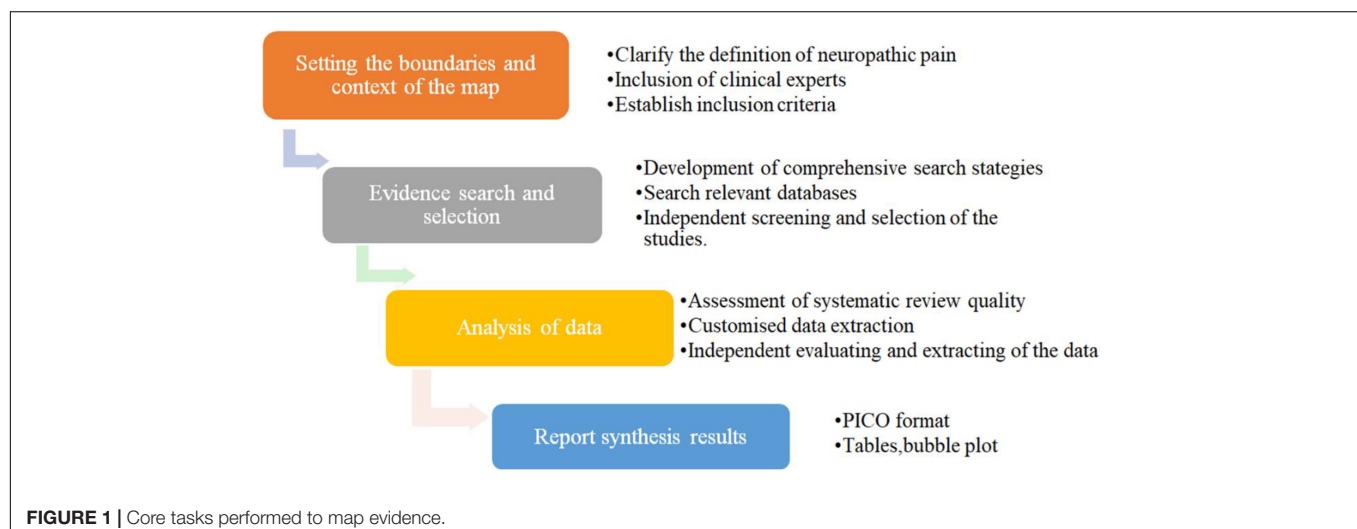 Setting the boundaries and
context of the map
•Clarify the definition of neuropathic pain
•Inclusion of clinical experts
•Establish inclusion criteria
Evidence search and
selection
•Development of comprehensive search stategies
•Search relevant databases
•Independent screening and selection of the
studies.
Analysis of data
•Assessment of systematic review quality
•Customised data extraction
•Independent evaluating and extracting of the data
Report synthesis results
•PICO format
•Tables,bubble plot
FIGURE 1 | Core tasks performed to map evidence.